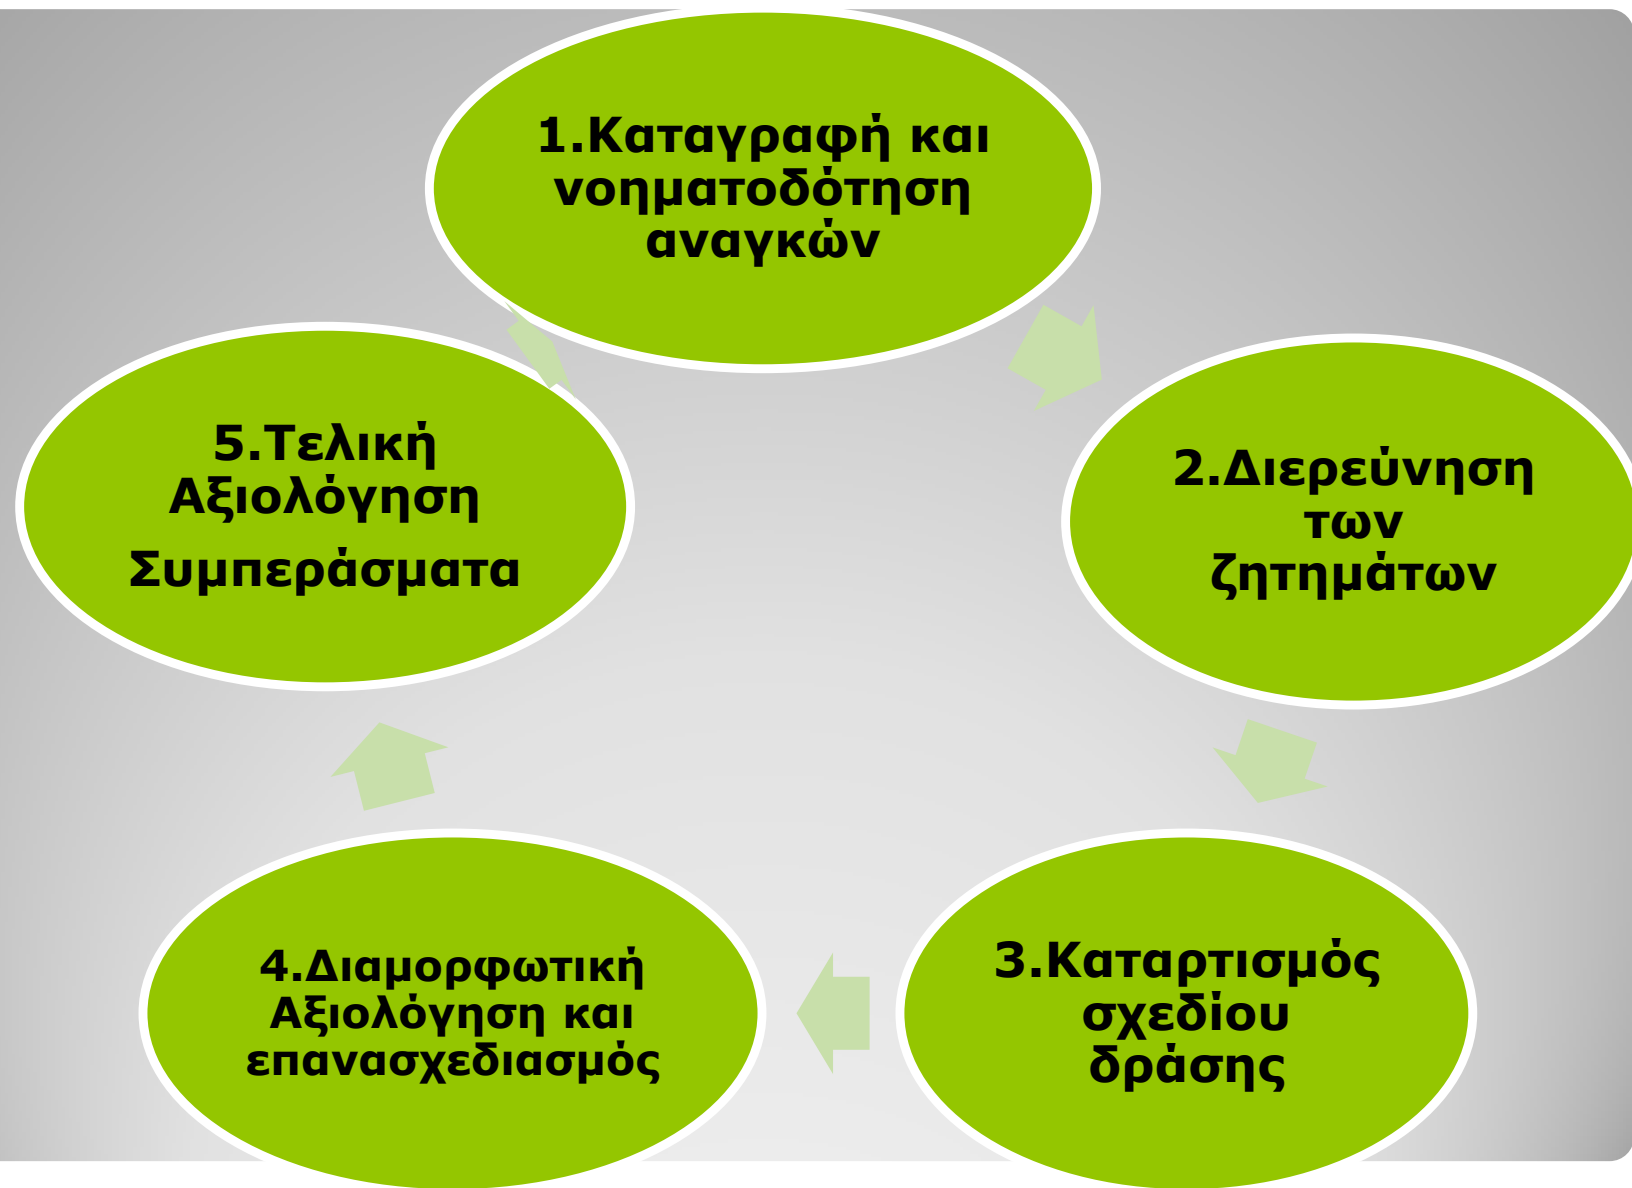 1.Καταγραφή και
νοηματοδότηση
αναγκών
2.Διερεύνηση
των
ζητημάτων
3.Καταρτισμός
σχεδίου
δράσης
4.Διαμορφωτική
Αξιολόγηση και
επανασχεδιασμός
5.Τελική
Αξιολόγηση
Συμπεράσματα